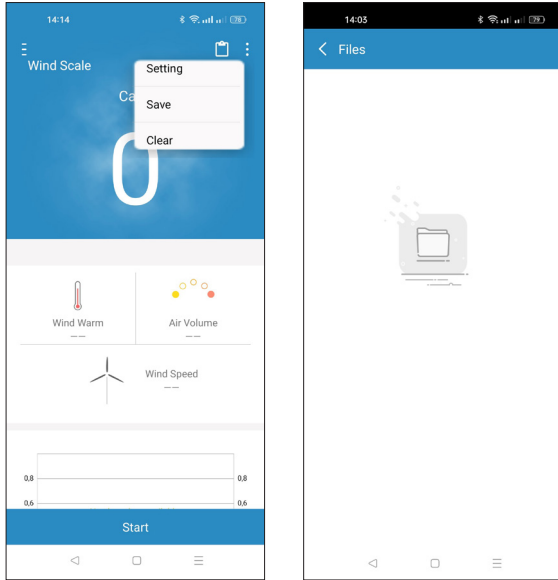 14:14
79
Wind Scale
Setting
Save
Clear
Ca
0
Wind Warm
--
Air Volume
--
Wind Speed
--
0,8
0,8
0,6
0,6
Start
14:03
79
Files